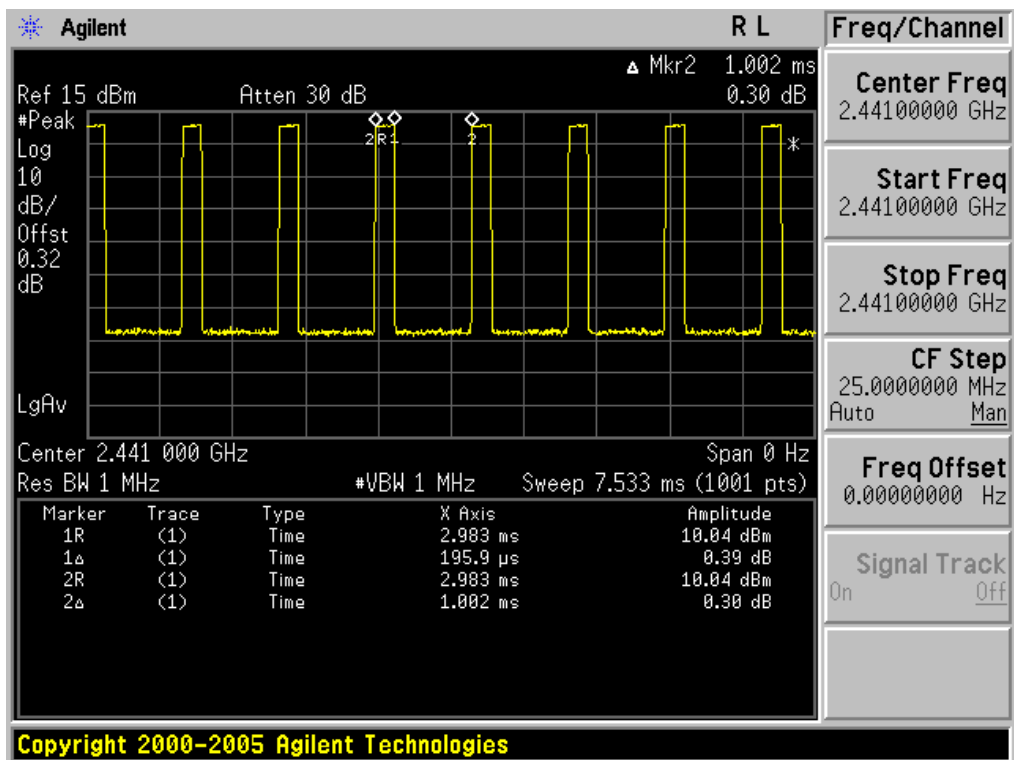 Agilent R L Freq/Channel
▵ Mkr2 1.002 ms
Ref 15 dBm Atten 30 dB 0.30 dB
#Peak
Log
10
dB/
Offst
0.32
dB
LgAv
2R1
2
*
Center 2.441 000 GHz Span 0 Hz
Res BW 1 MHz #VBW 1 MHz Sweep 7.533 ms (1001 pts)
Marker Trace Type X Axis Amplitude
1R (1) Time 2.983 ms 10.04 dBm
1▵ (1) Time 195.9 µs 0.39 dB
2R (1) Time 2.983 ms 10.04 dBm
2▵ (1) Time 1.002 ms 0.30 dB
Center Freq
2.44100000 GHz
Start Freq
2.44100000 GHz
Stop Freq
2.44100000 GHz
CF Step
25.0000000 MHz
Auto Man
Freq Offset
0.00000000 Hz
Signal Track
On Off
Copyright 2000-2005 Agilent Technologies